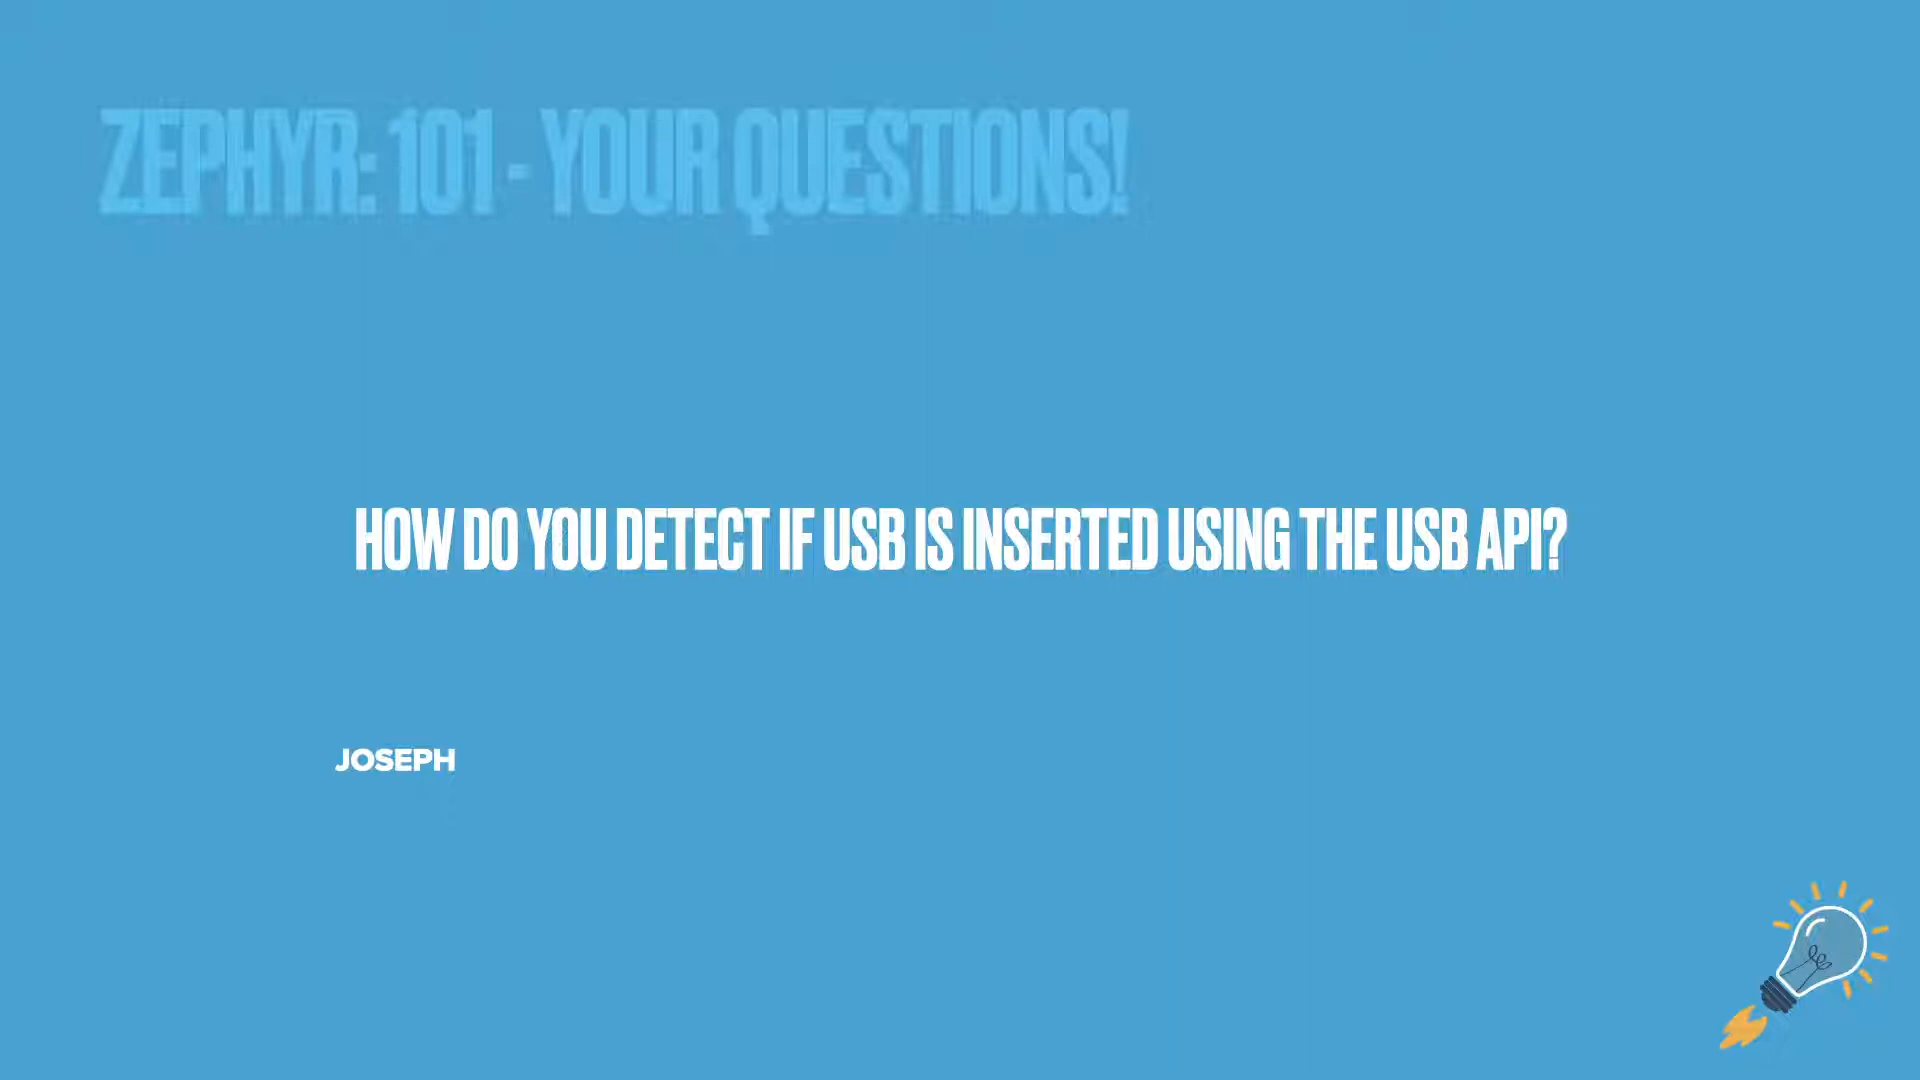 ZEPHYR: 101 - YOUR QUESTIONS!
HOW DO YOU DETECT IF USB IS INSERTED USING THE USB API?
JOSEPH